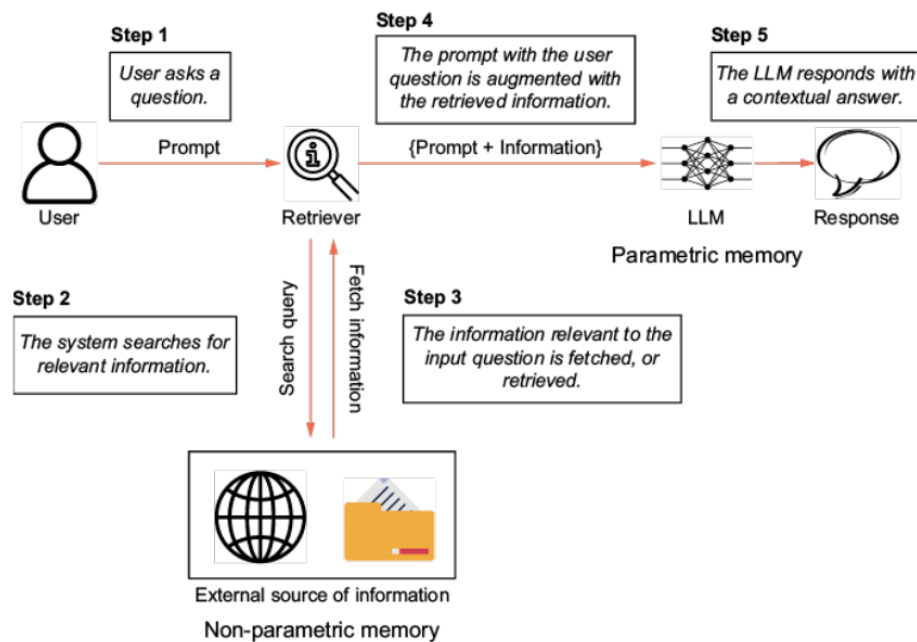 Step 1
User asks a
question.
Step 4
The prompt with the user
question is augmented with
the retrieved information.
Step 5
The LLM responds with
a contextual answer.
Prompt
{Prompt + Information}
User
Retriever
LLM
Response
Parametric memory
Step 2
The system searches for
relevant information.
Search query
Fetch information
Step 3
The information relevant to the
input question is fetched, or
retrieved.
External source of information
Non-parametric memory